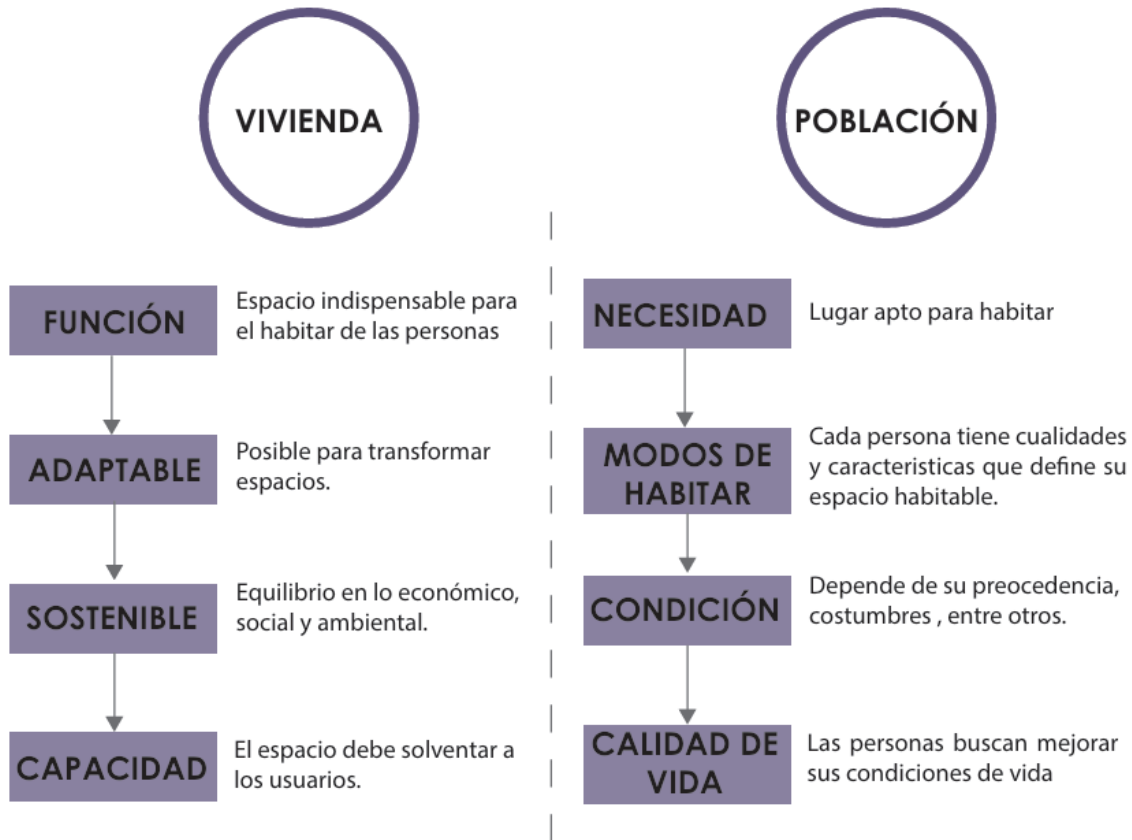 VIVIENDA
FUNCIÓN
Espacio indispensable para
el habitar de las personas
ADAPTABLE
Posible para transformar
espacios.
SOSTENIBLE
Equilibrio en lo económico,
social y ambiental.
CAPACIDAD
El espacio debe solventar a
los usuarios.
POBLACIÓN
NECESIDAD
Lugar apto para habitar
MODOS DE
HABITAR
Cada persona tiene cualidades
y caracteristicas que define su
espacio habitable.
CONDICIÓN
Depende de su preocedencia,
costumbres , entre otros.
CALIDAD DE
VIDA
Las personas buscan mejorar
sus condiciones de vida